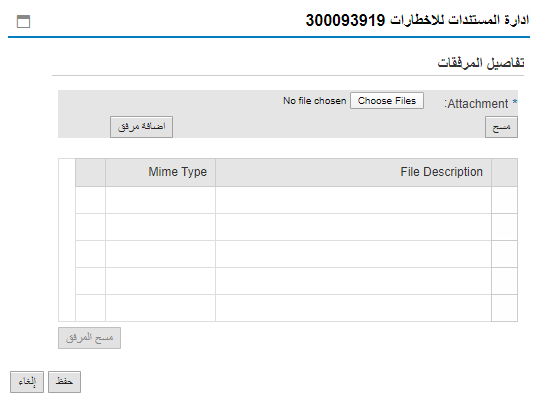 ادارة المستندات للاخطارات 300093919
تفاصيل المرفقات
* Attachment: Choose Files No file chosen
مسح اضافة مرفق
File Description Mime Type
مسح المرفق
حفظ إلغاء